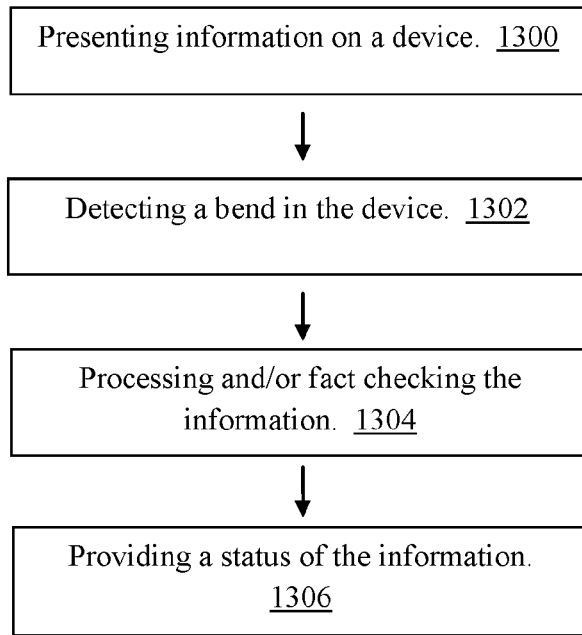 Presenting information on a device. 1300
Detecting a bend in the device. 1302
Processing and/or fact checking the
information. 1304
Providing a status of the information.
1306